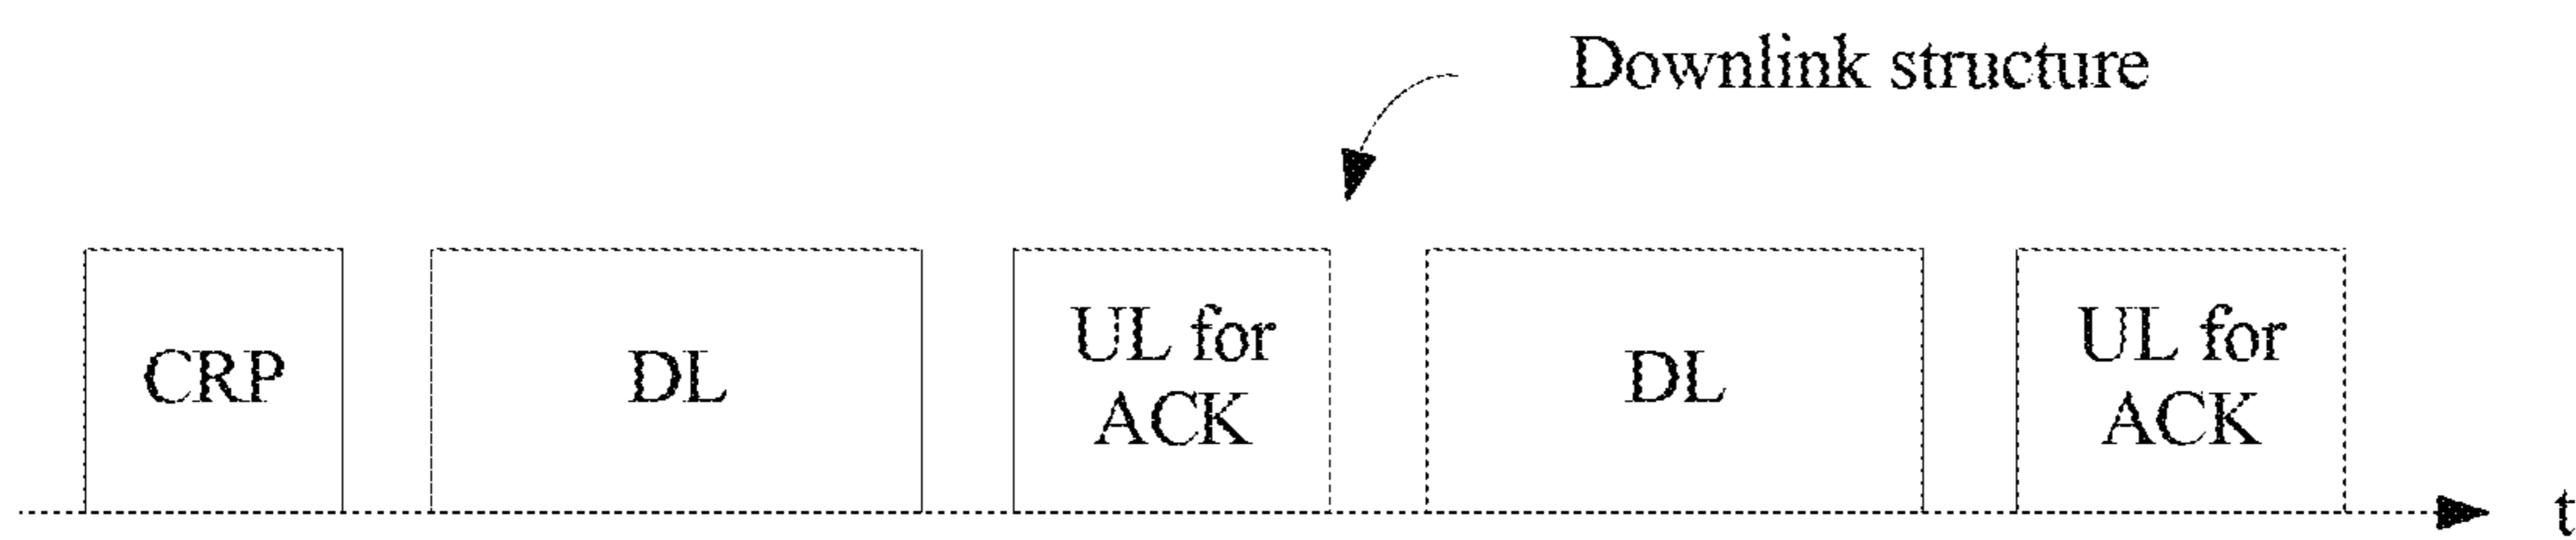 Downlink structure
CRP
DL
UL for
ACK
DL
UL for
ACK
t